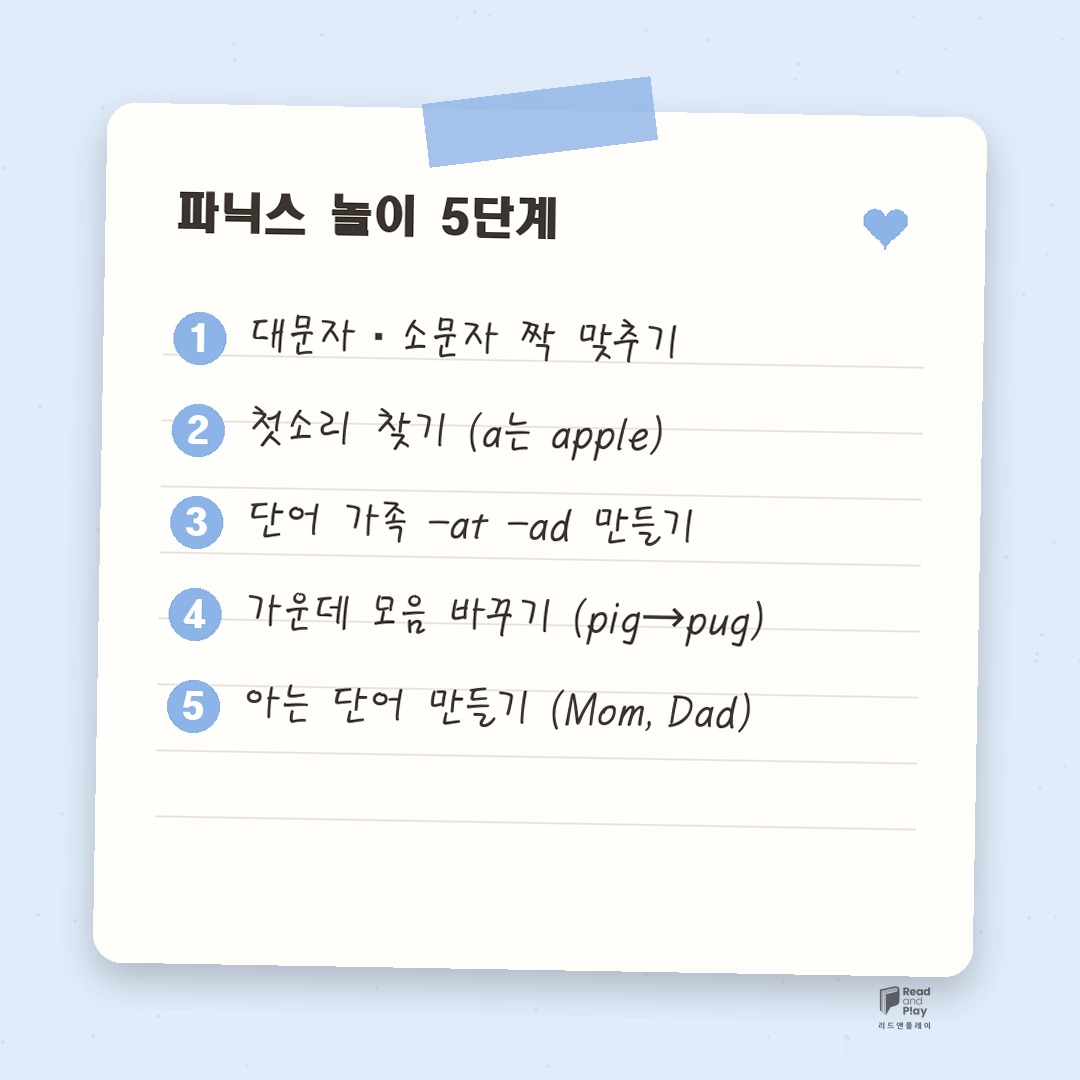 파닉스 놀이 5단계
1 대문자 · 소문자 짝 맞추기
2 첫소리 찾기 (a는 apple)
3 단어 가족 -at -ad 만들기
4 가운데 모음 바꾸기 (pig→pug)
5 아는 단어 만들기 (Mom, Dad)
Read
and
Play
리드앤플레이